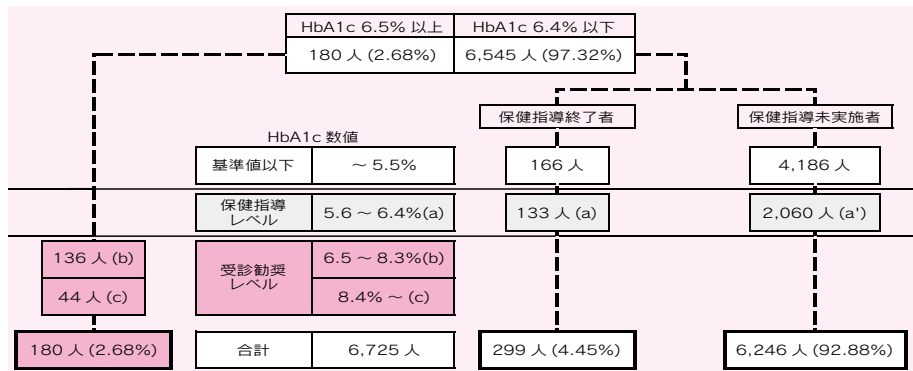 HbA1c 6.5% 以上 HbA1c 6.4% 以下
180 人 (2.68%) 6,545 人 (97.32%)
保健指導終了者 保健指導未実施者
HbA1c 数値
基準値以下 ～ 5.5% 166 人 4,186 人
保健指導
レベル 5.6 ～ 6.4%(a) 133 人 (a) 2,060 人 (a')
136 人 (b) 受診勧奨
レベル 6.5 ～ 8.3%(b)
44 人 (c) 8.4% ～ (c)
180 人 (2.68%) 合計 6,725 人 299 人 (4.45%) 6,246 人 (92.88%)